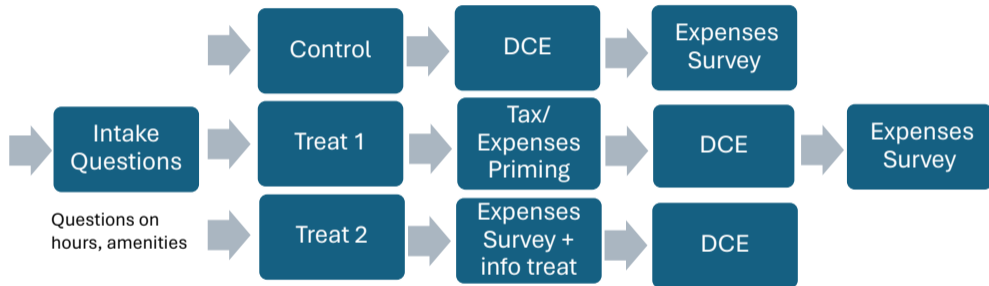 Control
DCE
Expenses
Survey
Intake
Questions
Treat 1
Tax/
Expenses
Priming
DCE
Expenses
Survey
Questions on
hours, amenities
Treat 2
Expenses
Survey +
info treat
DCE